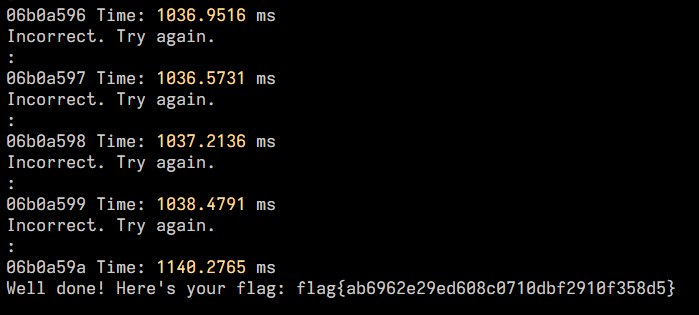 06b0a596 Time: 1036.9516 ms
Incorrect. Try again.
:
06b0a597 Time: 1036.5731 ms
Incorrect. Try again.
:
06b0a598 Time: 1037.2136 ms
Incorrect. Try again.
:
06b0a599 Time: 1038.4791 ms
Incorrect. Try again.
:
06b0a59a Time: 1140.2765 ms
Well done! Here's your flag: flag{ab6962e29ed608c0710dbf2910f358d5}